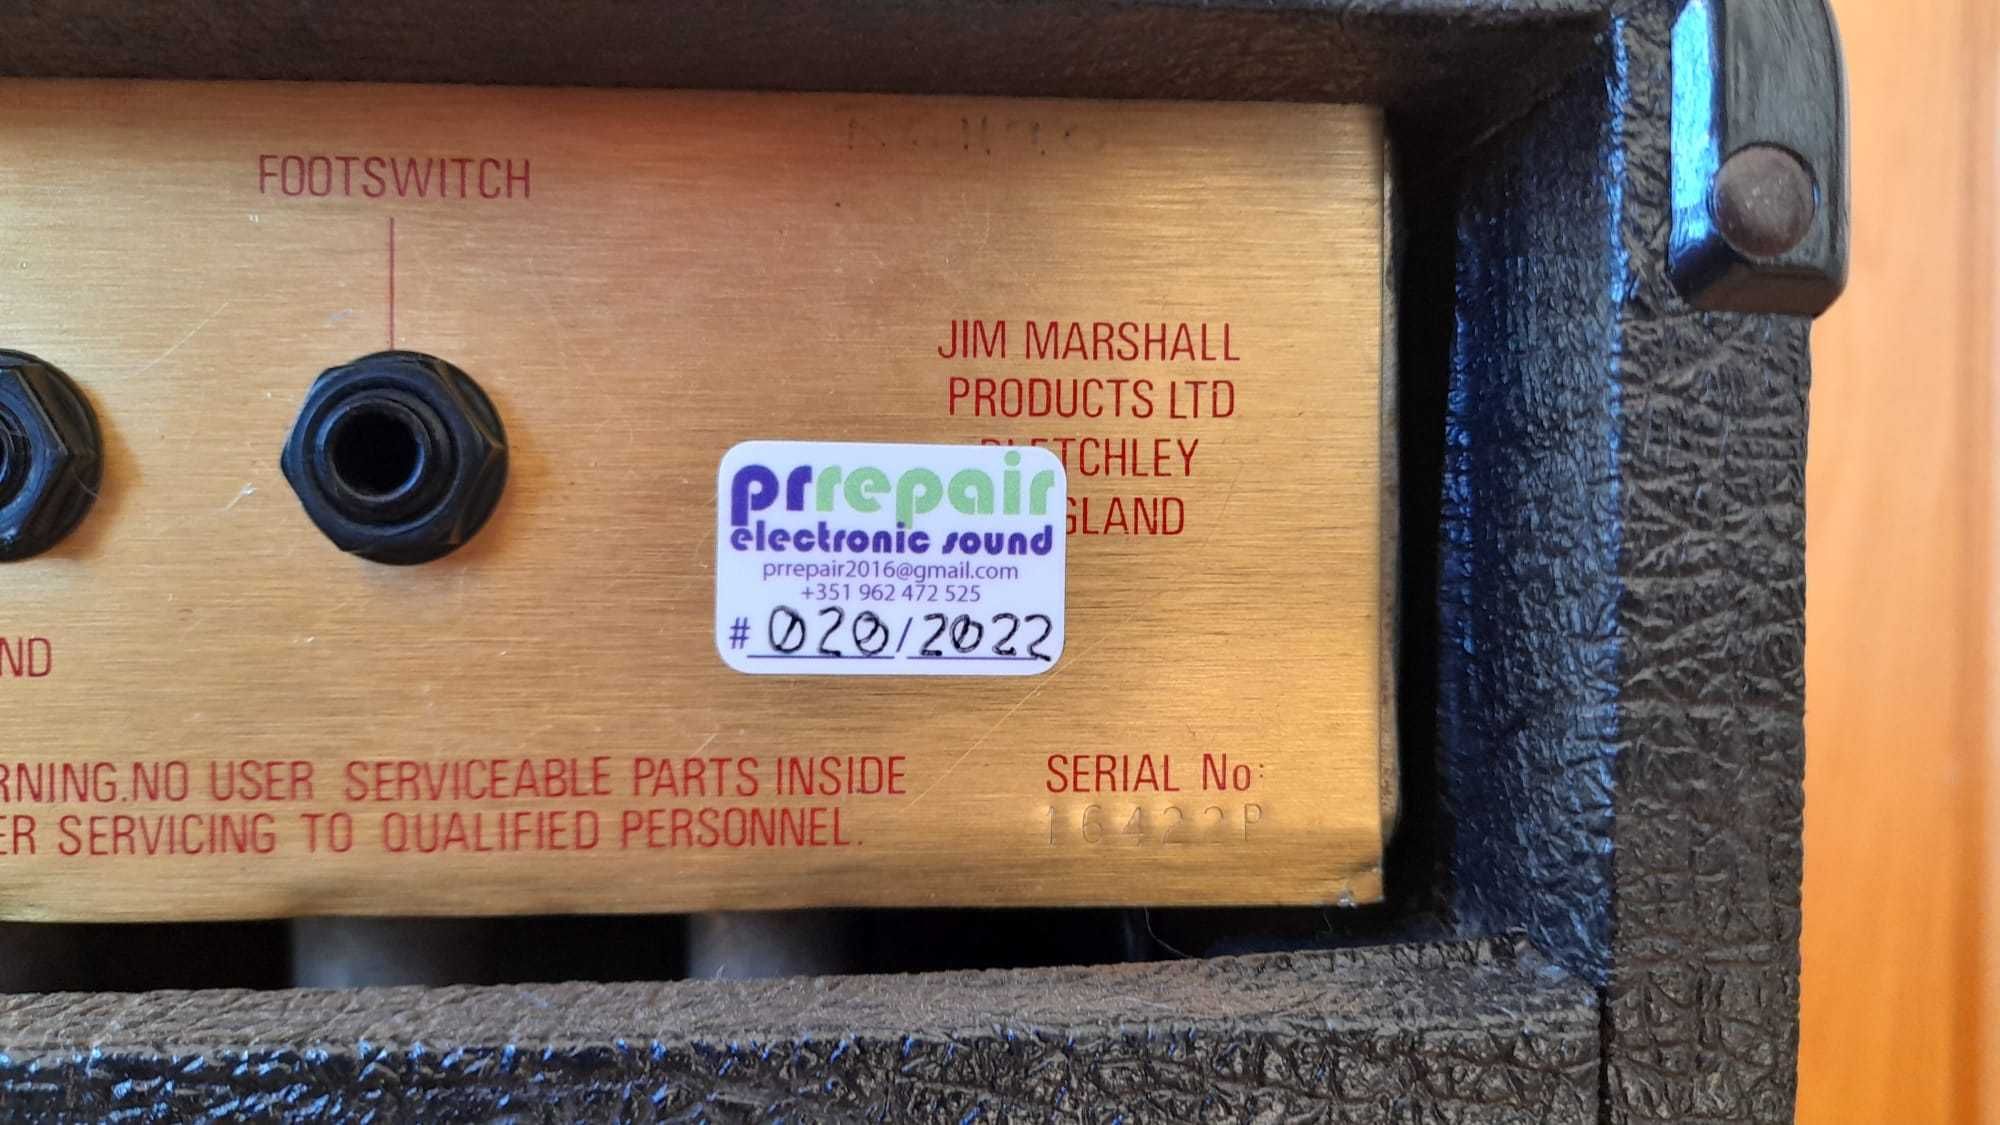 FOOTSWITCH
JIM MARSHALL
PRODUCTS LTD
TCHLEY
GLAND
prrepair
electronic sound
prrepair2016@gmail.com
+351 962 472 525
# 020/2022
ND
RNING.NO USER SERVICEABLE PARTS INSIDE
ER SERVICING TO QUALIFIED PERSONNEL.
SERIAL No:
16422P